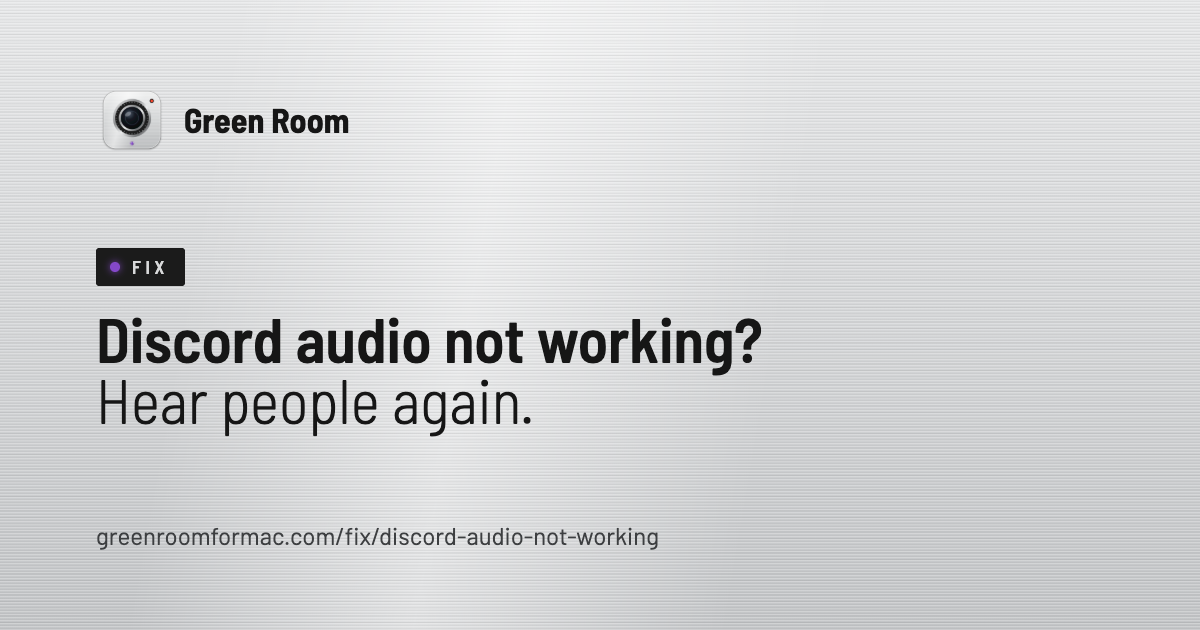 Green Room
FIX
Discord audio not working?
Hear people again.
greenroomformac.com/fix/discord-audio-not-working